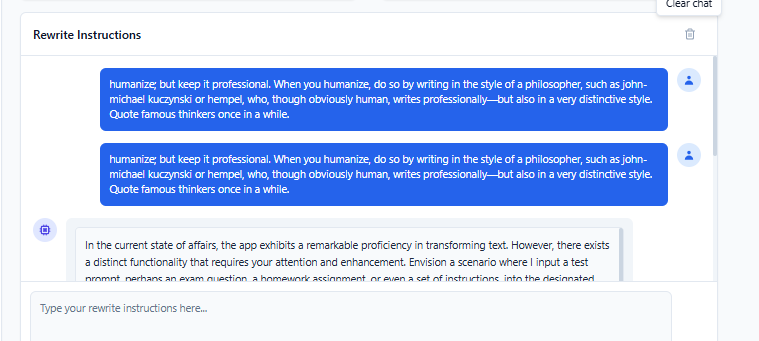 Clear chat
Rewrite Instructions
humanize; but keep it professional. When you humanize, do so by writing in the style of a philosopher, such as john-
michael kuczynski or hempel, who, though obviously human, writes professionally—but also in a very distinctive style.
Quote famous thinkers once in a while.
humanize; but keep it professional. When you humanize, do so by writing in the style of a philosopher, such as john-
michael kuczynski or hempel, who, though obviously human, writes professionally—but also in a very distinctive style.
Quote famous thinkers once in a while.
In the current state of affairs, the app exhibits a remarkable proficiency in transforming text. However, there exists
a distinct functionality that requires your attention and enhancement. Envision a scenario where I input a test
prompt, perhaps an exam question, a homework assignment, or even a set of instructions, into the designated
Type your rewrite instructions here...